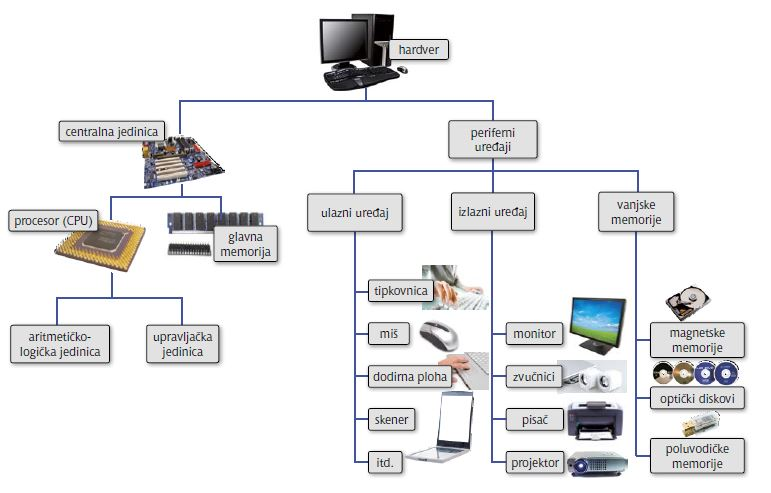 hardver
centralna jedinica
periferni
uređaji
procesor (CPU)
glavna
memorija
ulazni uređaj
izlazni uređaj
vanjske
memorije
aritmetičko-
logička jedinica
upravljačka
jedinica
tipkovnica
miš
dodirna ploha
skener
itd.
monitor
zvučnici
pisač
projektor
magnetske
memorije
optički diskovi
poluvodičke
memorije